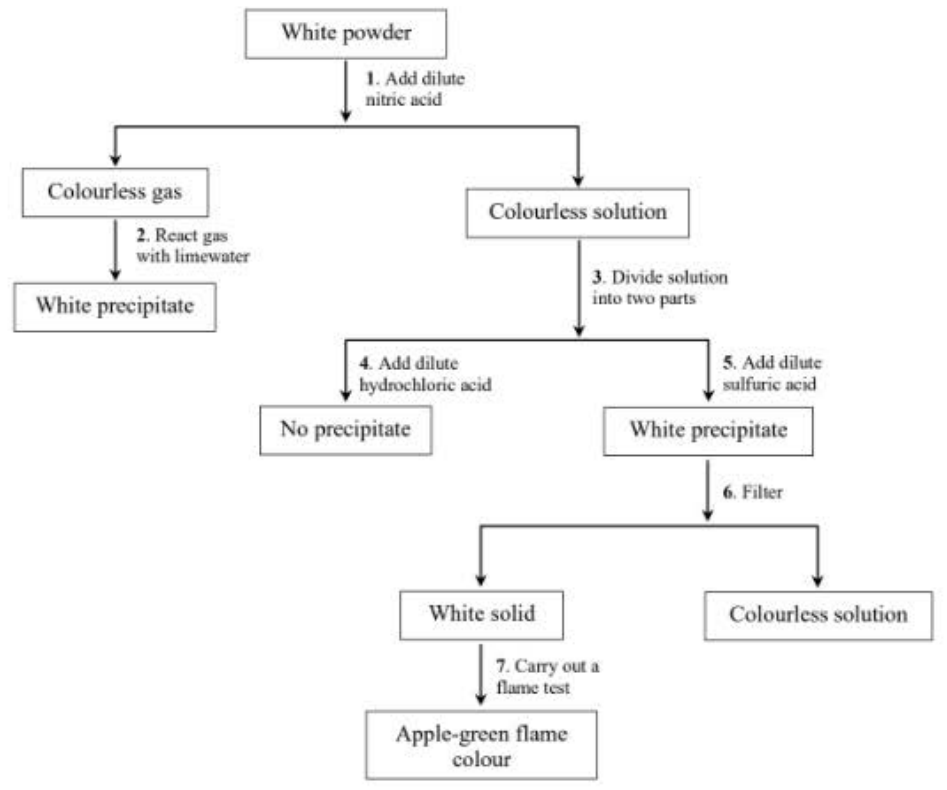 White powder
1. Add dilute
nitric acid
Colourless gas
Colourless solution
2. React gas
with limewater
White precipitate
3. Divide solution
into two parts
4. Add dilute
hydrochloric acid
5. Add dilute
sulfuric acid
No precipitate
White precipitate
6. Filter
White solid
Colourless solution
7. Carry out a
flame test
Apple-green flame
colour